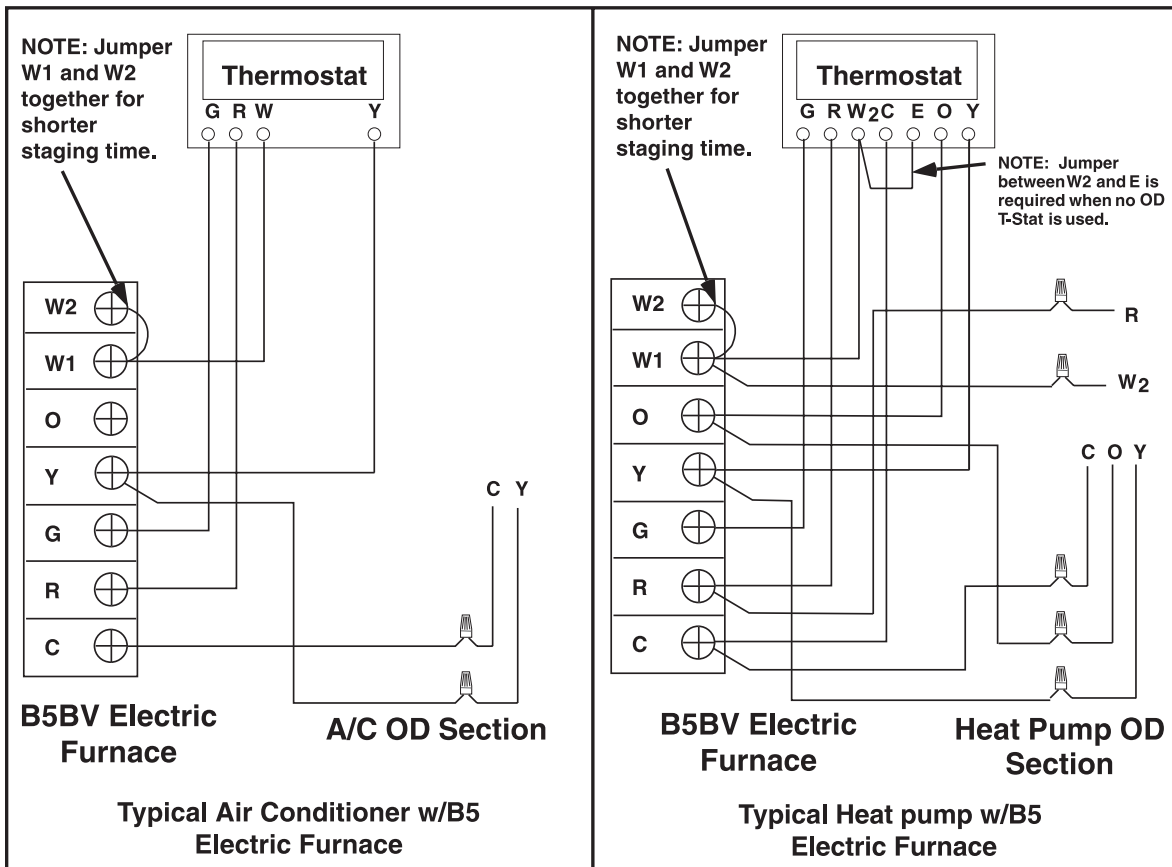 NOTE: Jumper
W1 and W2
together for
shorter
staging time.
Thermostat
G R W Y
W2
W1
O
Y
G
R
C
C Y
B5BV Electric
Furnace
A/C OD Section
Typical Air Conditioner w/B5
Electric Furnace
NOTE: Jumper
W1 and W2
together for
shorter
staging time.
Thermostat
G R W2 C E O Y
NOTE: Jumper
between W2 and E is
required when no OD
T-Stat is used.
W2
W1
O
Y
G
R
C
R
W2
C O Y
B5BV Electric
Furnace
Heat Pump OD
Section
Typical Heat pump w/B5
Electric Furnace